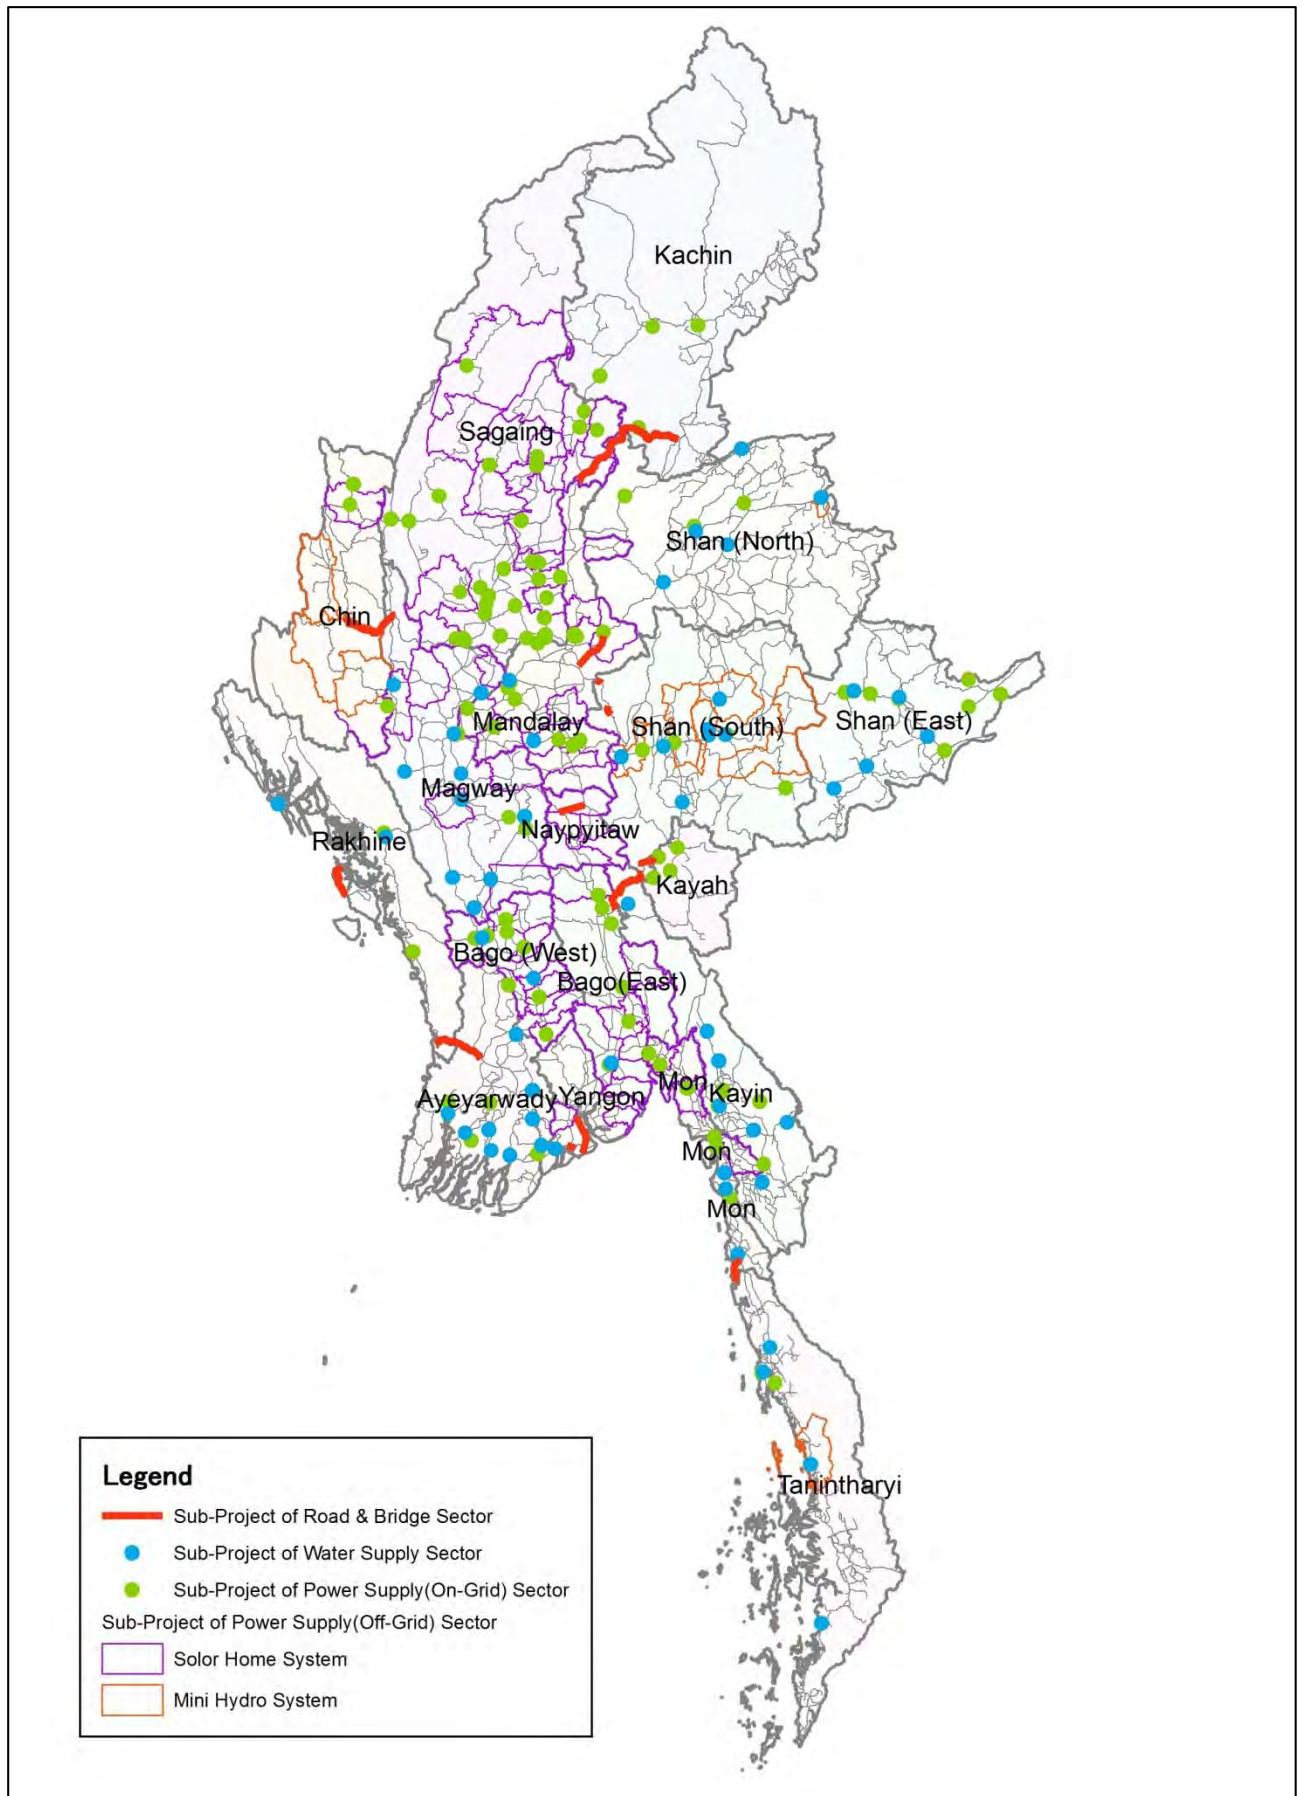 Kachin
Sagaing
Shan (North)
Chin
Mandalay
Shan (South)
Shan (East)
Magway
Naypyitaw
Rakhine
Kayah
Bago (West)
Bago(East)
Mon
Kayin
Ayeyarwady
Yangon
Mon
Mon
Tanintharyi
Legend
Sub-Project of Road & Bridge Sector
Sub-Project of Water Supply Sector
Sub-Project of Power Supply(On-Grid) Sector
Sub-Project of Power Supply(Off-Grid) Sector
Solor Home System
Mini Hydro System